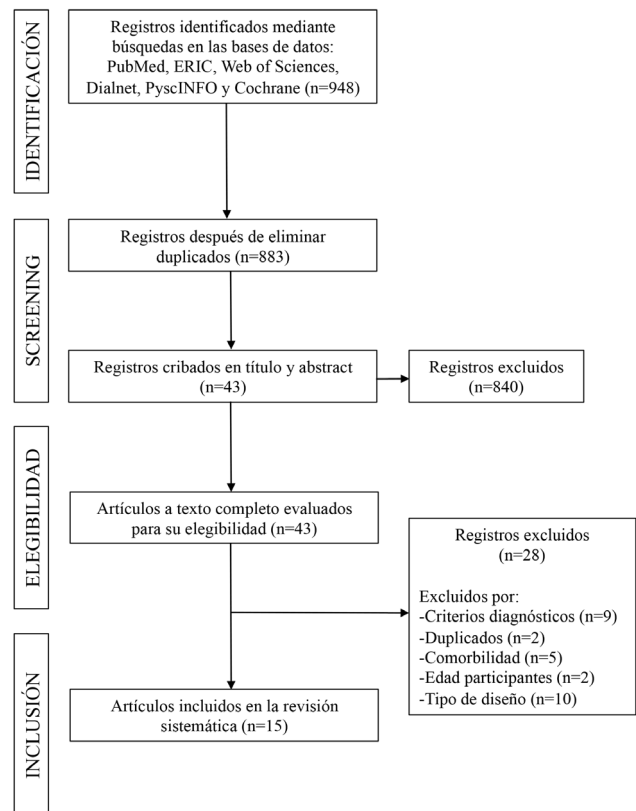 IDENTIFICACIÓN
Registros identificados mediante
búsquedas en las bases de datos:
PubMed, ERIC, Web of Sciences,
Dialnet, PyscINFO y Cochrane (n=948)
SCREENING
Registros después de eliminar
duplicados (n=883)
Registros cribados en título y abstract
(n=43)
Registros excluidos
(n=840)
ELEGIBILIDAD
Artículos a texto completo evaluados
para su elegibilidad (n=43)
Registros excluidos
(n=28)
Excluidos por:
-Criterios diagnósticos (n=9)
-Duplicados (n=2)
-Comorbilidad (n=5)
-Edad participantes (n=2)
-Tipo de diseño (n=10)
INCLUSIÓN
Artículos incluidos en la revisión
sistemática (n=15)